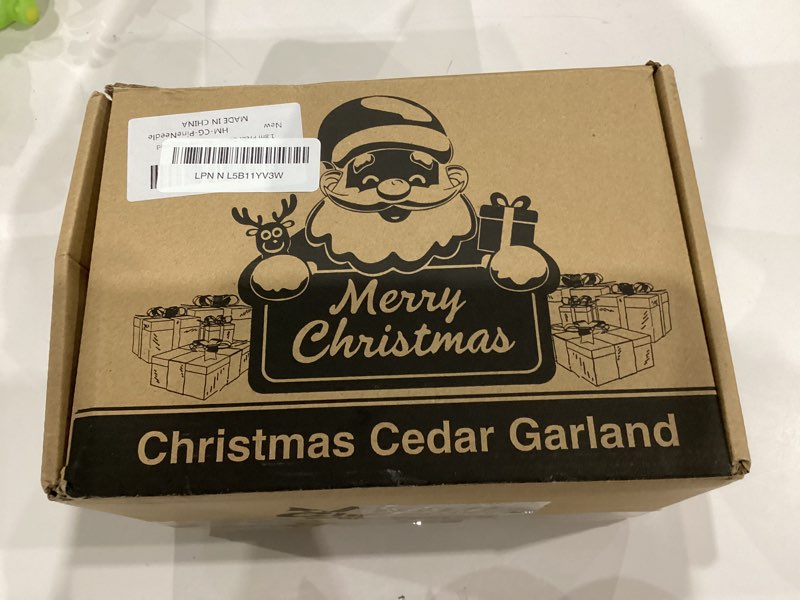 MADE IN CHINA
New
HM-CG-PineNeedle
LPN N L5B11YV3W
Merry
Christmas
Christmas Cedar Garland